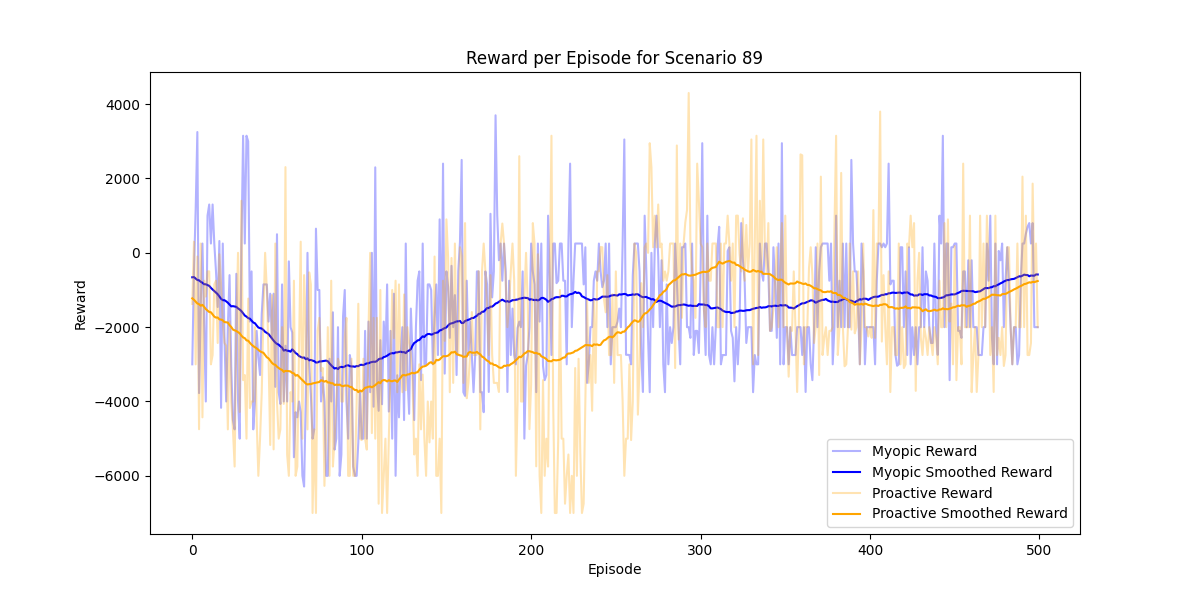 Reward per Episode for Scenario 89
Reward
4000
2000
0
−2000
−4000
−6000
0
100
200
300
400
500
Episode
Myopic Reward
Myopic Smoothed Reward
Proactive Reward
Proactive Smoothed Reward